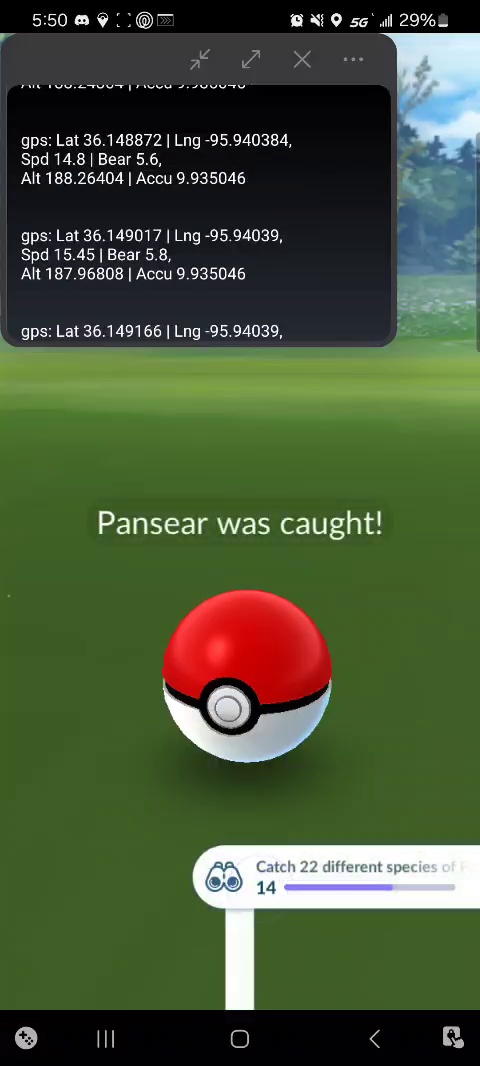 5:50
5G
29%
gps: Lat 36.148872 | Lng -95.940384,
Spd 14.8 | Bear 5.6,
Alt 188.26404 | Accu 9.935046
gps: Lat 36.149017 | Lng -95.94039,
Spd 15.45 | Bear 5.8,
Alt 187.96808 | Accu 9.935046
gps: Lat 36.149166 | Lng -95.94039,
Pansear was caught!
Catch 22 different species of
14